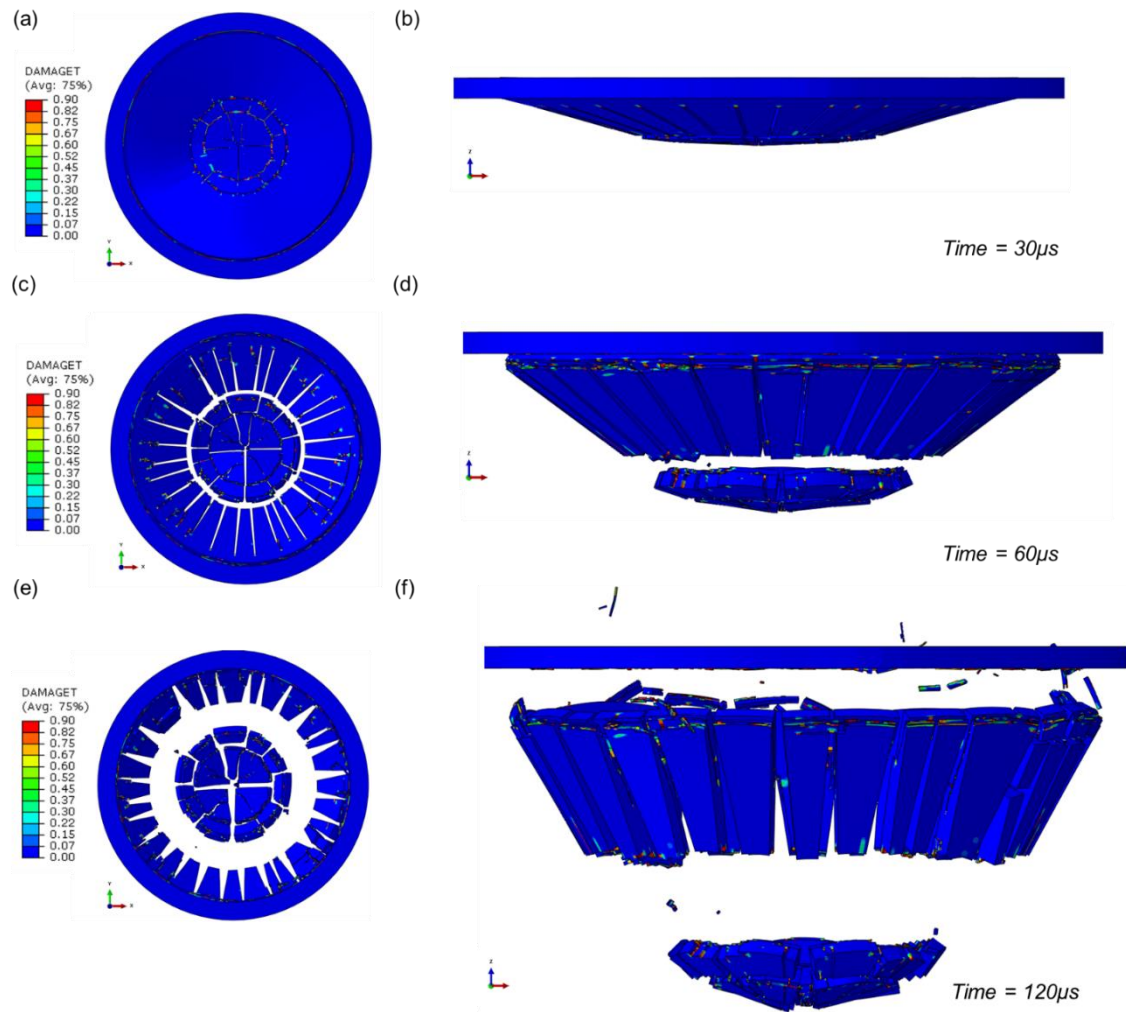 (a)
(b)
DAMAGET
(Avg: 75%)
0.90
0.82
0.75
0.67
0.60
0.52
0.45
0.37
0.30
0.22
0.15
0.07
0.00
Y
X
Z
Time = 30μs
(c)
(d)
DAMAGET
(Avg: 75%)
0.90
0.82
0.75
0.67
0.60
0.52
0.45
0.37
0.30
0.22
0.15
0.07
0.00
Y
X
Z
Time = 60μs
(e)
(f)
DAMAGET
(Avg: 75%)
0.90
0.82
0.75
0.67
0.60
0.52
0.45
0.37
0.30
0.22
0.15
0.07
0.00
Y
X
Z
Time = 120μs